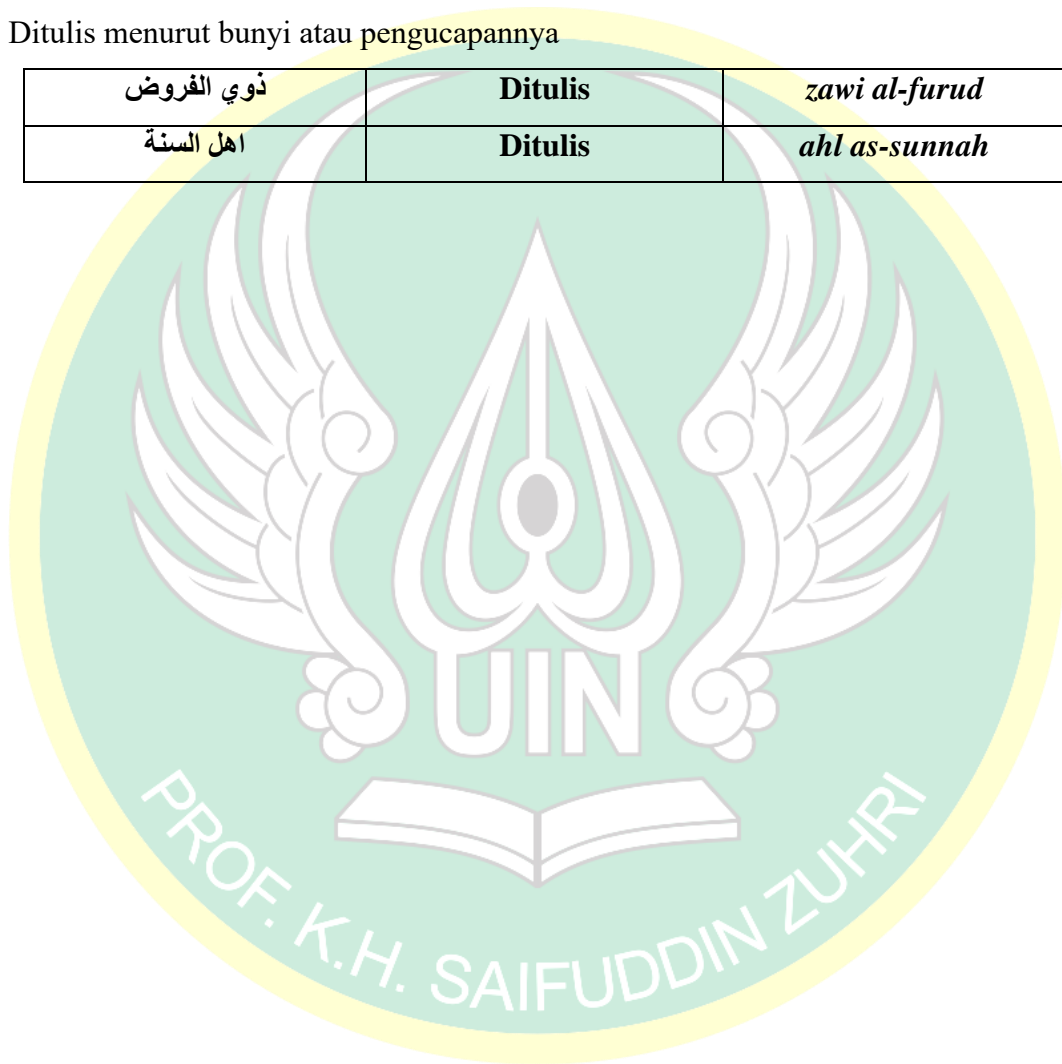 Ditulis menurut bunyi atau pengucapannya
ذوي الفروض Ditulis zawi al-furud
اهل السنة Ditulis ahl as-sunnah
UIN
PROF. K.H. SAIFUDDIN ZUHRI